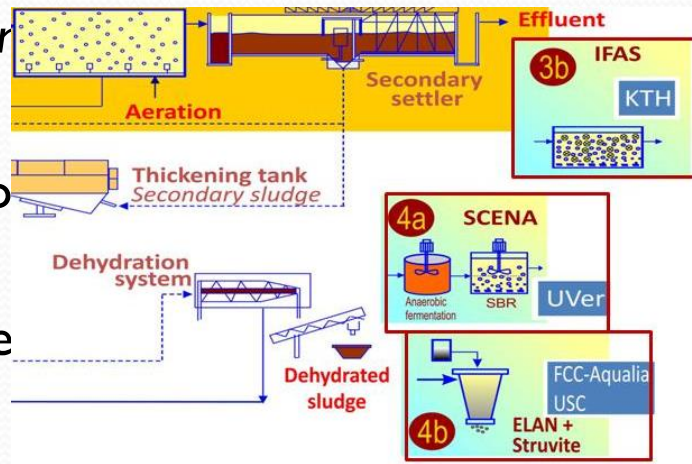 Effluent
Aeration
Secondary
settler
3b
IFAS
KTH
Thickening tank
Secondary sludge
4a
SCENA
Anaerobic
fermentation
SBR
UVer
Dehydration
system
Dehydrated
sludge
FCC-Aqualia
USC
4b
ELAN +
Struvite